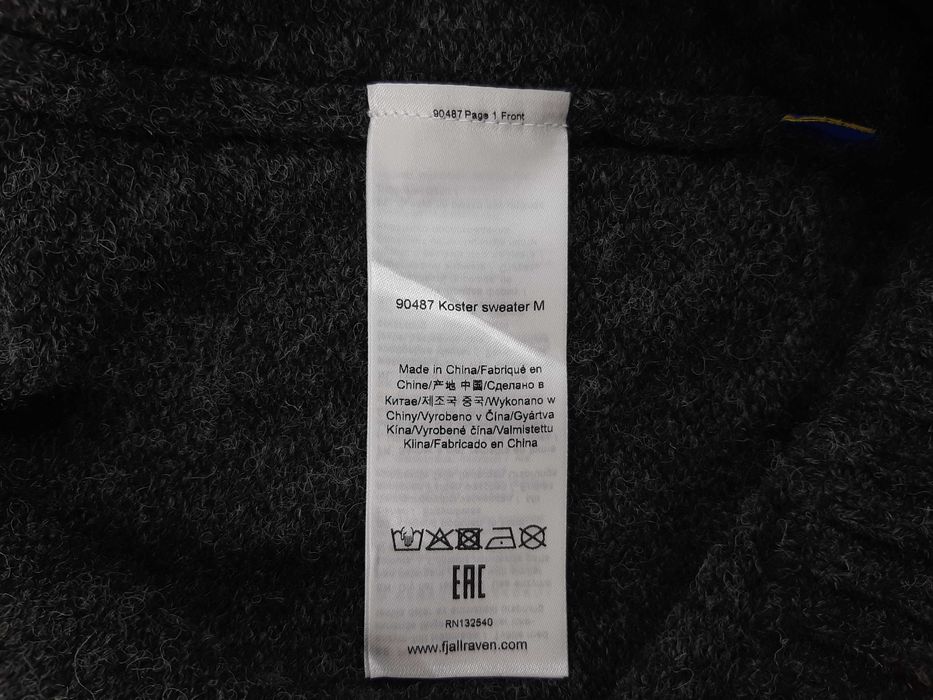 90487 Page 1 Front
90487 Koster sweater M
Made in China/Fabriqué en
Chine/产地 中国/Сделано в
Китае/제조국 중국/Wykonano w
Chiny/Vyrobeno v Čína/Gyártva
Kína/Vyrobené čína/Valmistettu
Kiina/Fabricado en China
EAC
RN132540
www.fjallraven.com